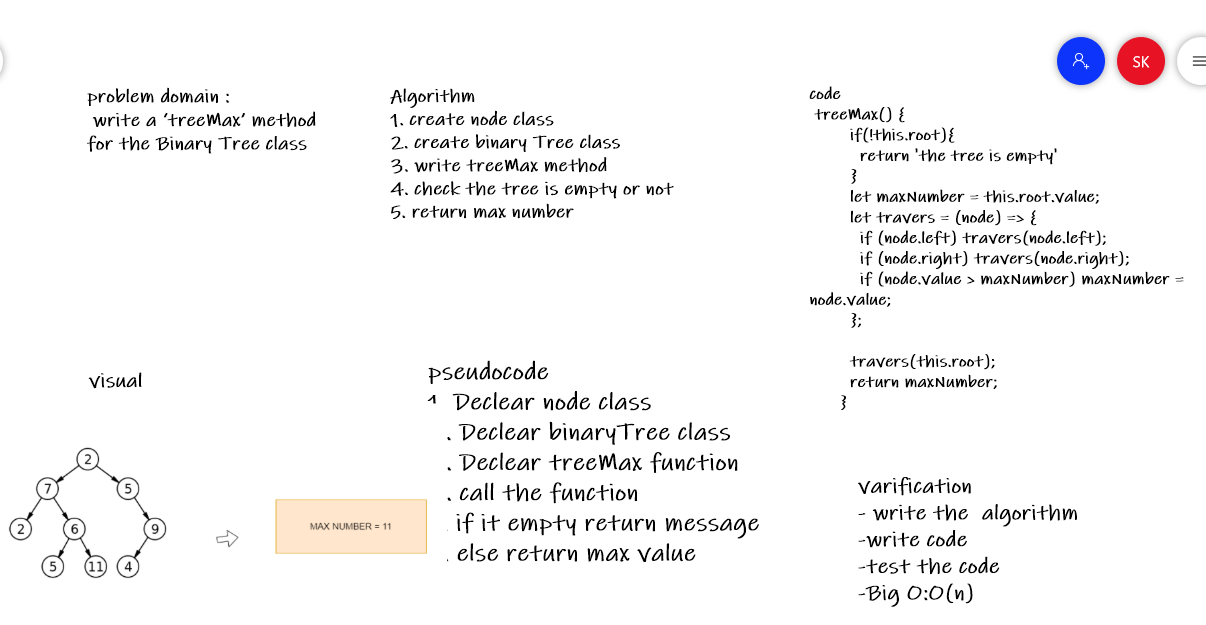 SK
problem domain :
write a 'treeMax' method
for the Binary Tree class
Algorithm
1. create node class
2. create binary Tree class
3. write treeMax method
4. check the tree is empty or not
5. return max number
code
treeMax() {
if(!this.root){
return 'the tree is empty'
}
let maxNumber = this.root.value;
let travers = (node) => {
if (node.left) travers(node.left);
if (node.right) travers(node.right);
if (node.value > maxNumber) maxNumber =
node.value;
};
travers(this.root);
return maxNumber;
}
visual
2
7 5
2 6 9
5 11 4
MAX NUMBER = 11
pseudocode
1 Declear node class
. Declear binaryTree class
. Declear treeMax function
. call the function
. if it empty return message
. else return max value
varification
- write the algorithm
-write code
-test the code
-Big O:O(n)